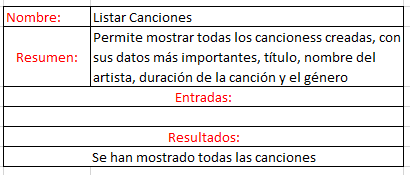 Nombre: Listar Canciones
Resumen: Permite mostrar todas los cancioness creadas, con
sus datos más importantes, título, nombre del
artista, duración de la canción y el género
Entradas:
Resultados:
Se han mostrado todas las canciones